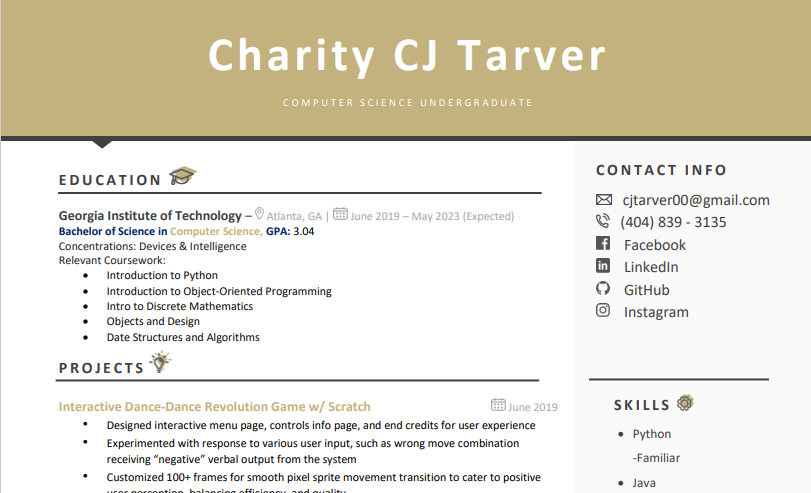 Charity CJ Tarver
COMPUTER SCIENCE UNDERGRADUATE
EDUCATION
Georgia Institute of Technology – Atlanta, GA | June 2019 – May 2023 (Expected)
Bachelor of Science in Computer Science, GPA: 3.04
Concentrations: Devices & Intelligence
Relevant Coursework:
• Introduction to Python
• Introduction to Object-Oriented Programming
• Intro to Discrete Mathematics
• Objects and Design
• Date Structures and Algorithms
PROJECTS
Interactive Dance-Dance Revolution Game w/ Scratch June 2019
• Designed interactive menu page, controls info page, and end credits for user experience
• Experimented with response to various user input, such as wrong move combination
receiving “negative” verbal output from the system
• Customized 100+ frames for smooth pixel sprite movement transition to cater to positive
user perception, balancing efficiency, and quality
CONTACT INFO
cjtarver00@gmail.com
(404) 839 - 3135
Facebook
LinkedIn
GitHub
Instagram
SKILLS
• Python
-Familiar
• Java